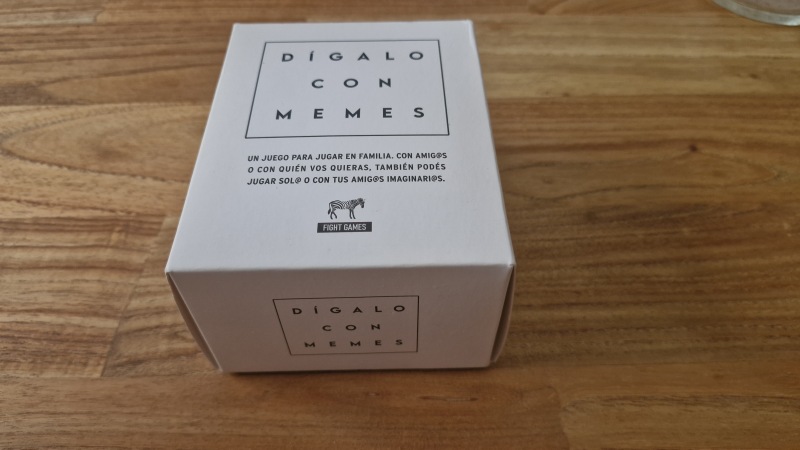 DÍGALO
CON
MEMES
UN JUEGO PARA JUGAR EN FAMILIA. CON AMIG@S
O CON QUIÉN VOS QUIERAS, TAMBIÉN PODÉS
JUGAR SOL@ O CON TUS AMIG@S IMAGINARI@S.
FIGHT GAMES
DÍGALO
CON
MEMES